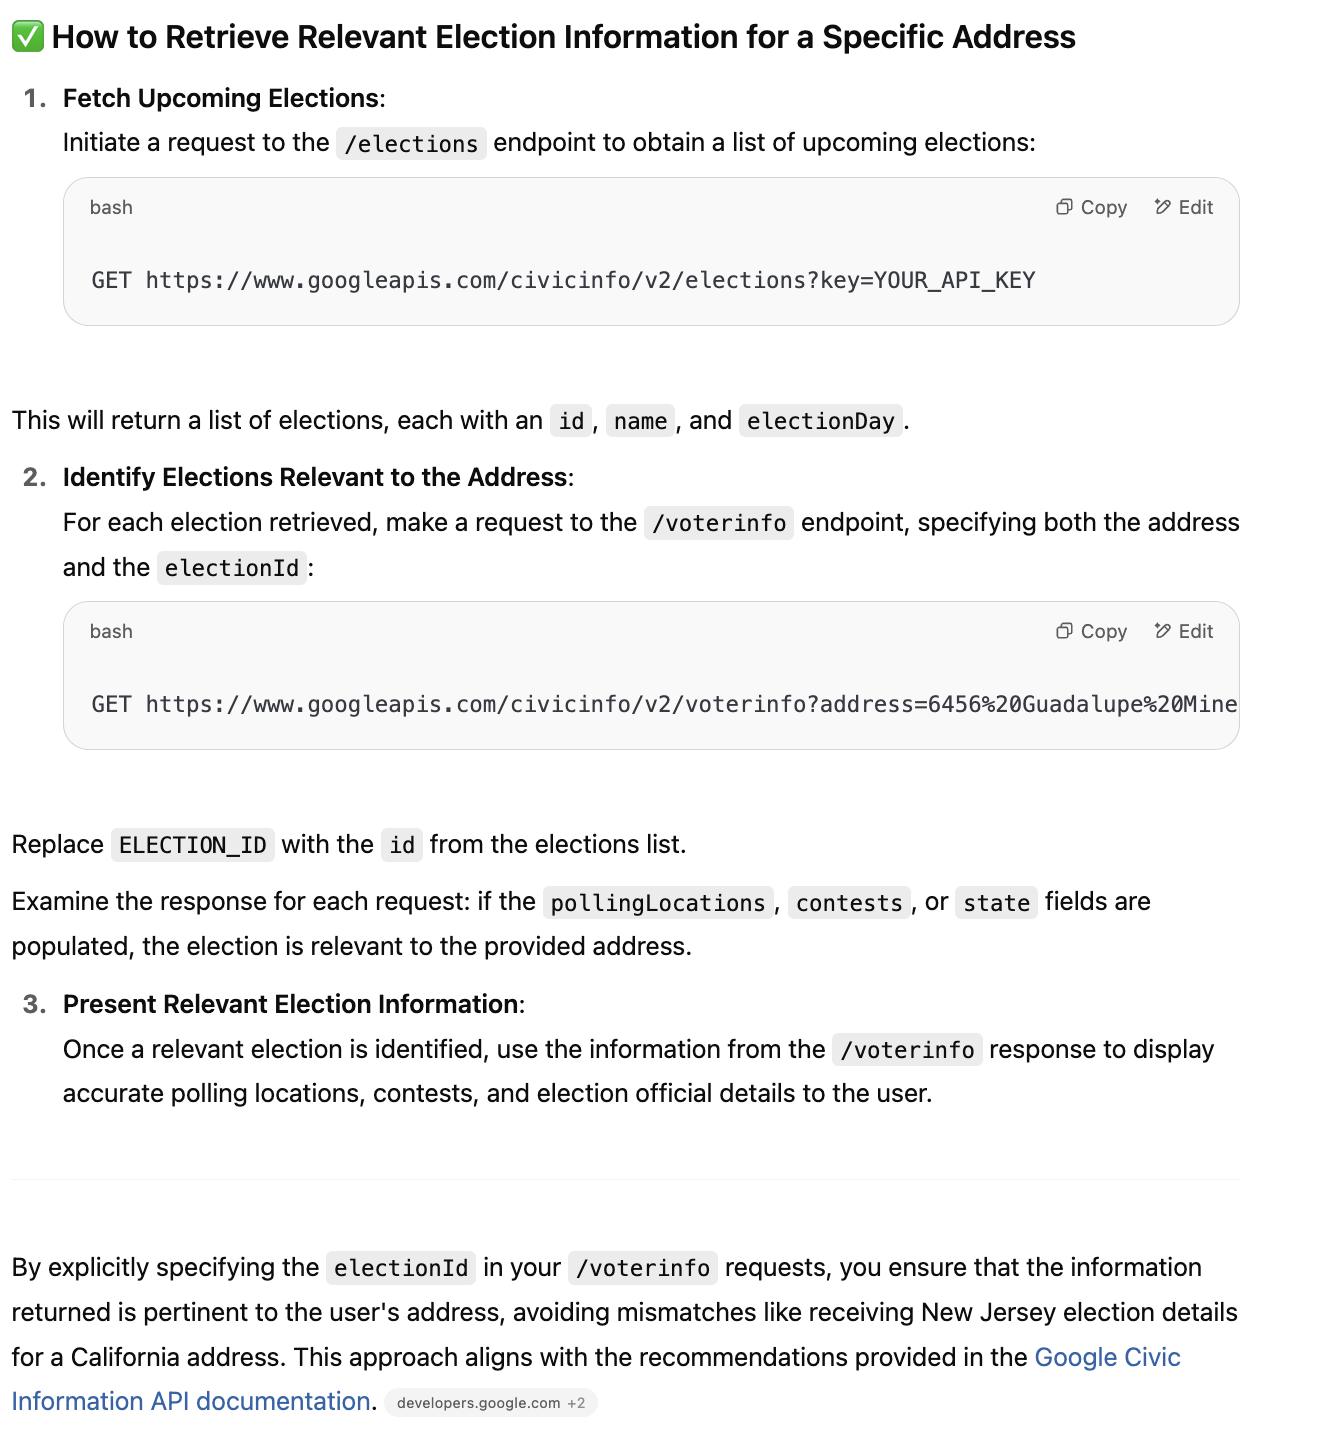 ✅ How to Retrieve Relevant Election Information for a Specific Address
1. Fetch Upcoming Elections:
Initiate a request to the /elections endpoint to obtain a list of upcoming elections:
bash Copy Edit
GET https://www.googleapis.com/civicinfo/v2/elections?key=YOUR_API_KEY
This will return a list of elections, each with an id, name, and electionDay.
2. Identify Elections Relevant to the Address:
For each election retrieved, make a request to the /voterinfo endpoint, specifying both the address
and the electionId:
bash Copy Edit
GET https://www.googleapis.com/civicinfo/v2/voterinfo?address=6456%20Guadalupe%20Mine
Replace ELECTION_ID with the id from the elections list.
Examine the response for each request: if the pollingLocations, contests, or state fields are
populated, the election is relevant to the provided address.
3. Present Relevant Election Information:
Once a relevant election is identified, use the information from the /voterinfo response to display
accurate polling locations, contests, and election official details to the user.
By explicitly specifying the electionId in your /voterinfo requests, you ensure that the information
returned is pertinent to the user's address, avoiding mismatches like receiving New Jersey election details
for a California address. This approach aligns with the recommendations provided in the Google Civic
Information API documentation. developers.google.com +2